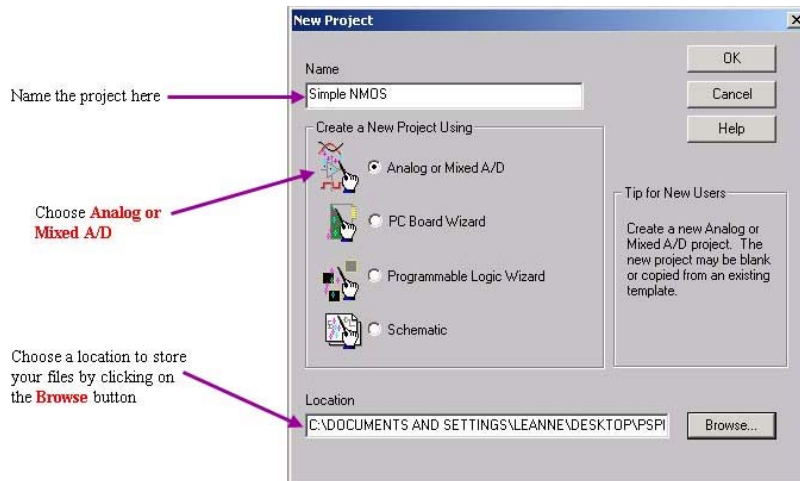 New Project
Name
OK
Name the project here
Simple NMOS
Cancel
Create a New Project Using
Help
Analog or Mixed A/D
Choose Analog or
Mixed A/D
PC Board Wizard
Programmable Logic Wizard
Schematic
Tip for New Users
Create a new Analog or
Mixed A/D project. The
new project may be blank
or copied from an existing
template.
Choose a location to store
your files by clicking on
the Browse button
Location
C:\DOCUMENTS AND SETTINGS\LEANNE\DESKTOP\PSPI
Browse...